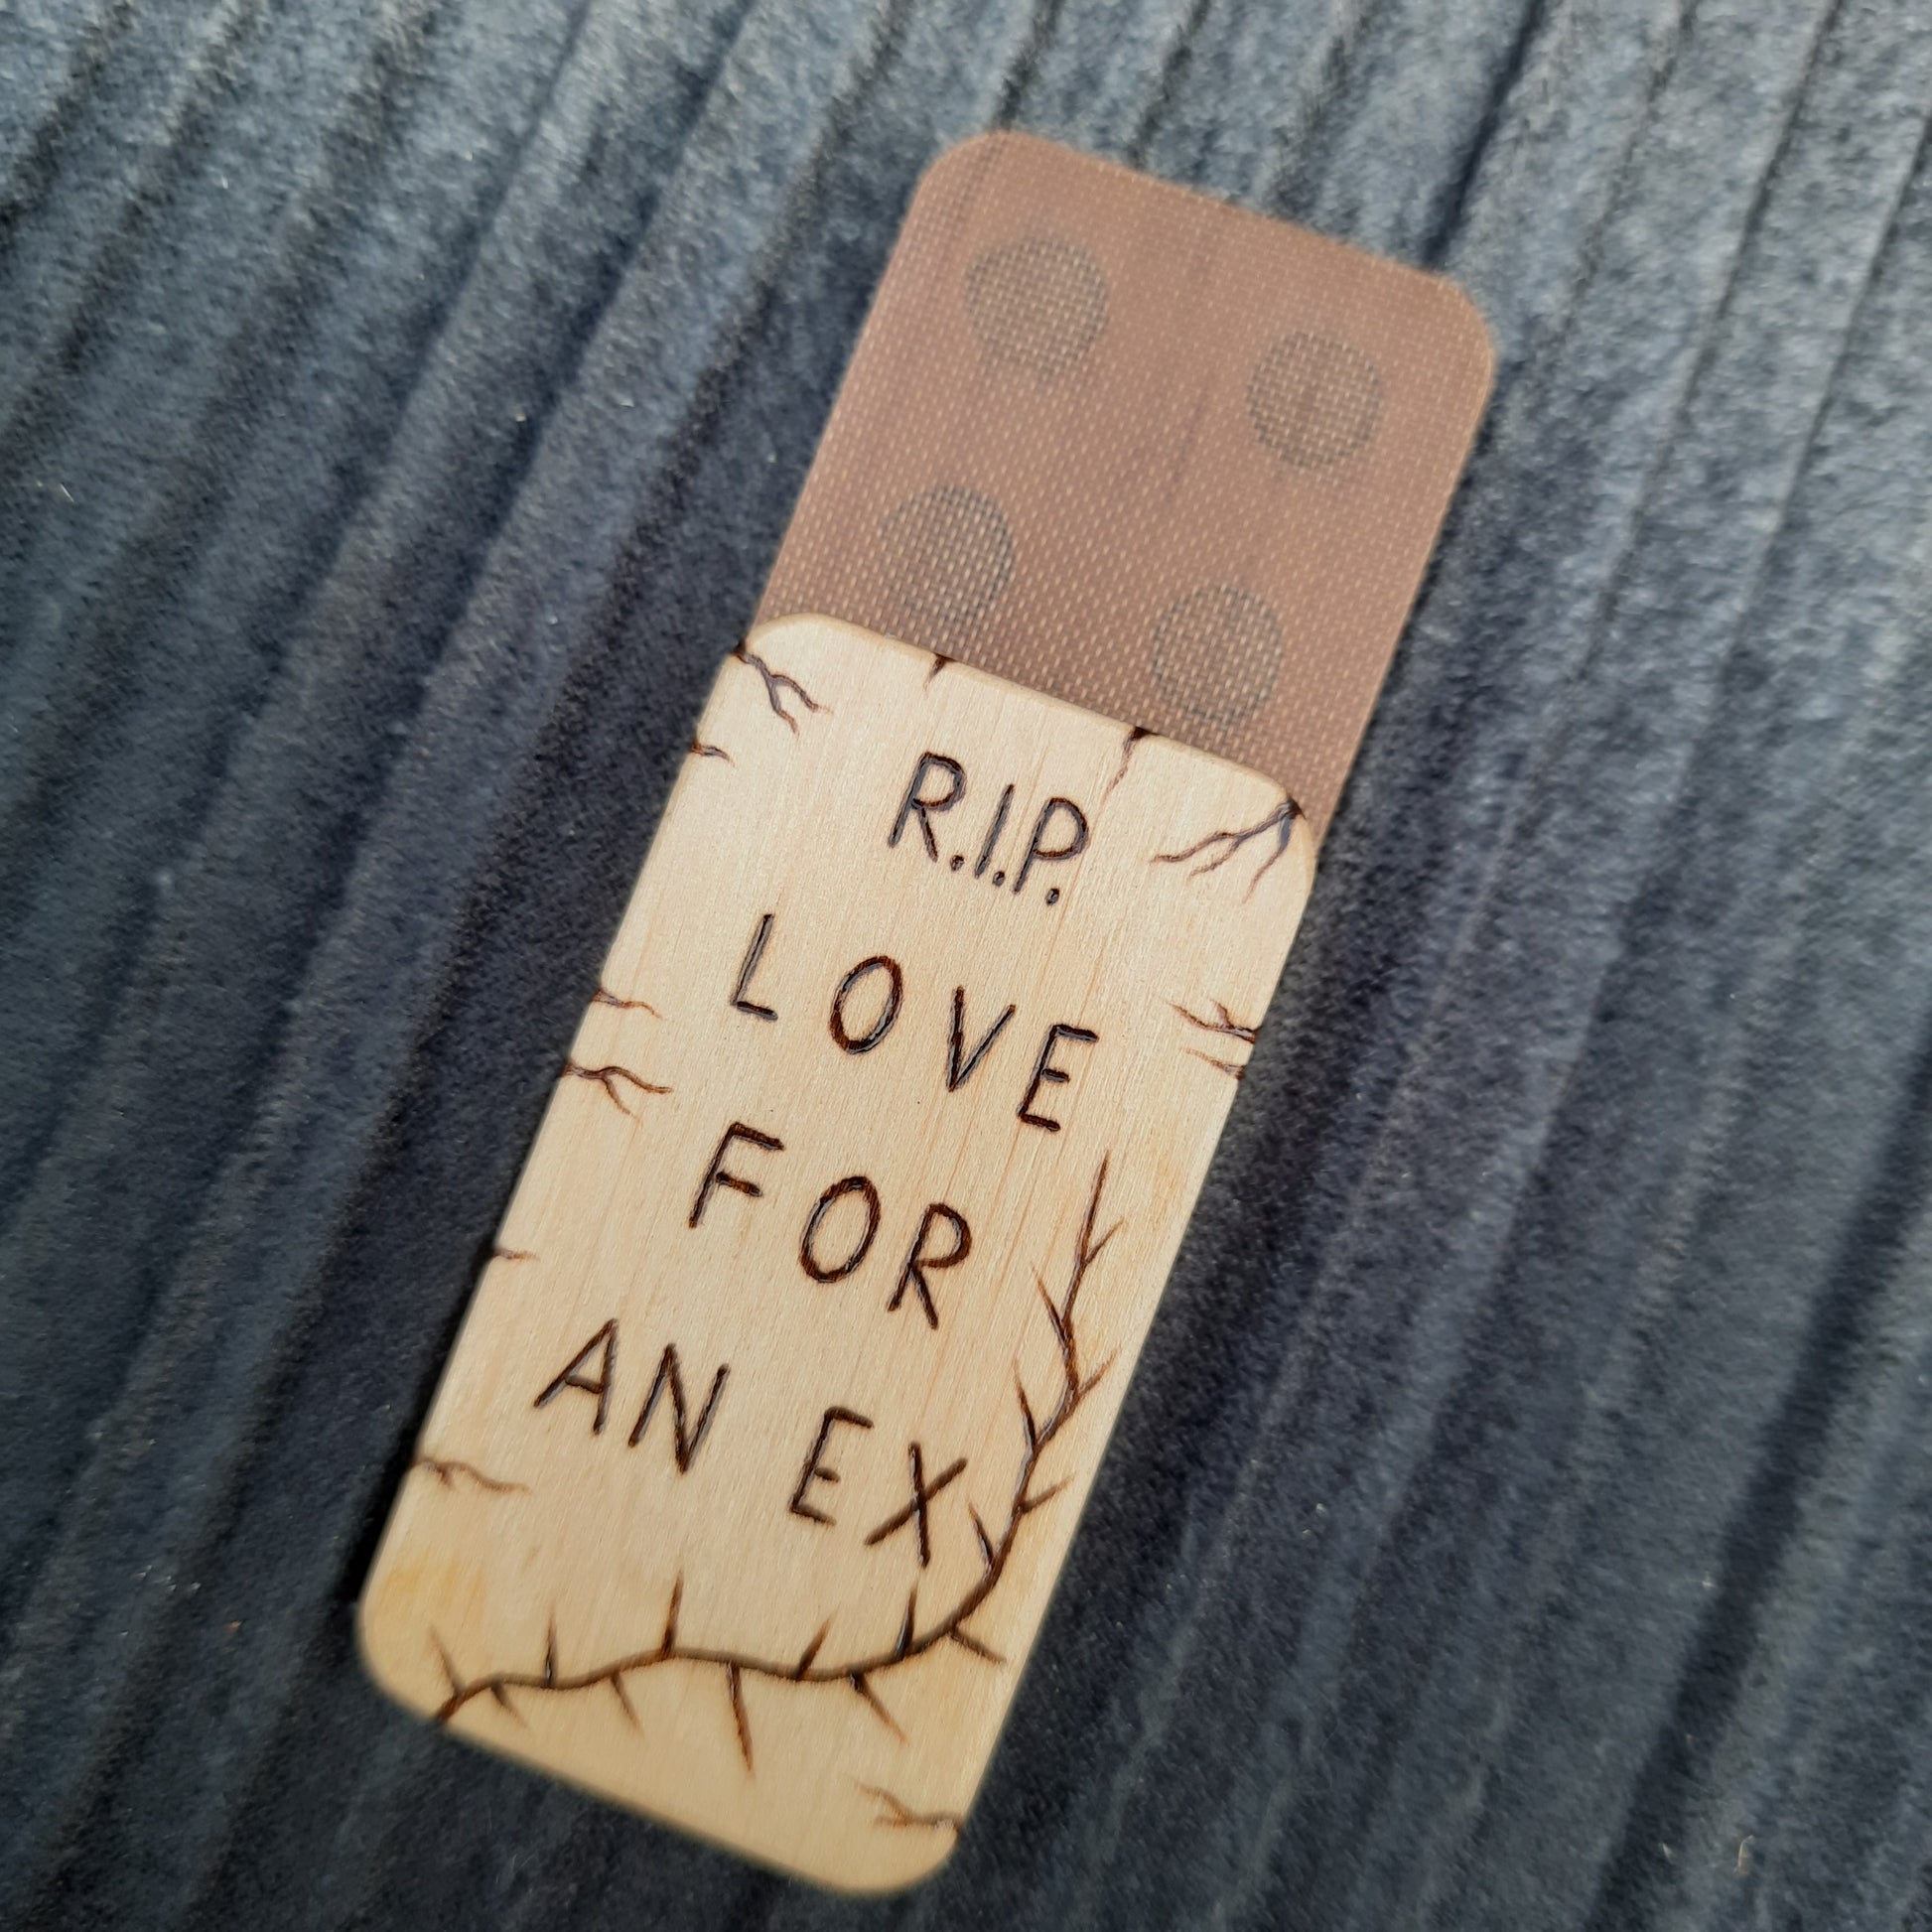 R.I.P.
LOVE
FOR
AN EX